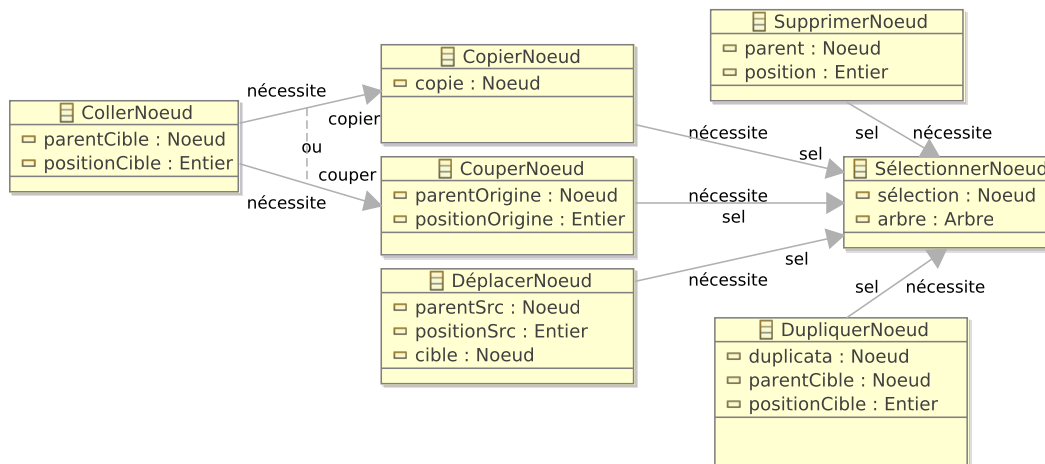 SupprimerNoeud
parent : Noeud
position : Entier
CopierNoeud
copie : Noeud
nécessite
copier
CollerNoeud
parentCible : Noeud
positionCible : Entier
ou
couper
nécessite
CouperNoeud
parentOrigine : Noeud
positionOrigine : Entier
nécessite
sel
sel
nécessite
SélectionnerNoeud
sélection : Noeud
arbre : Arbre
nécessite
sel
DéplacerNoeud
parentSrc : Noeud
positionSrc : Entier
cible : Noeud
sel
nécessite
sel
nécessite
DupliquerNoeud
duplicata : Noeud
parentCible : Noeud
positionCible : Entier